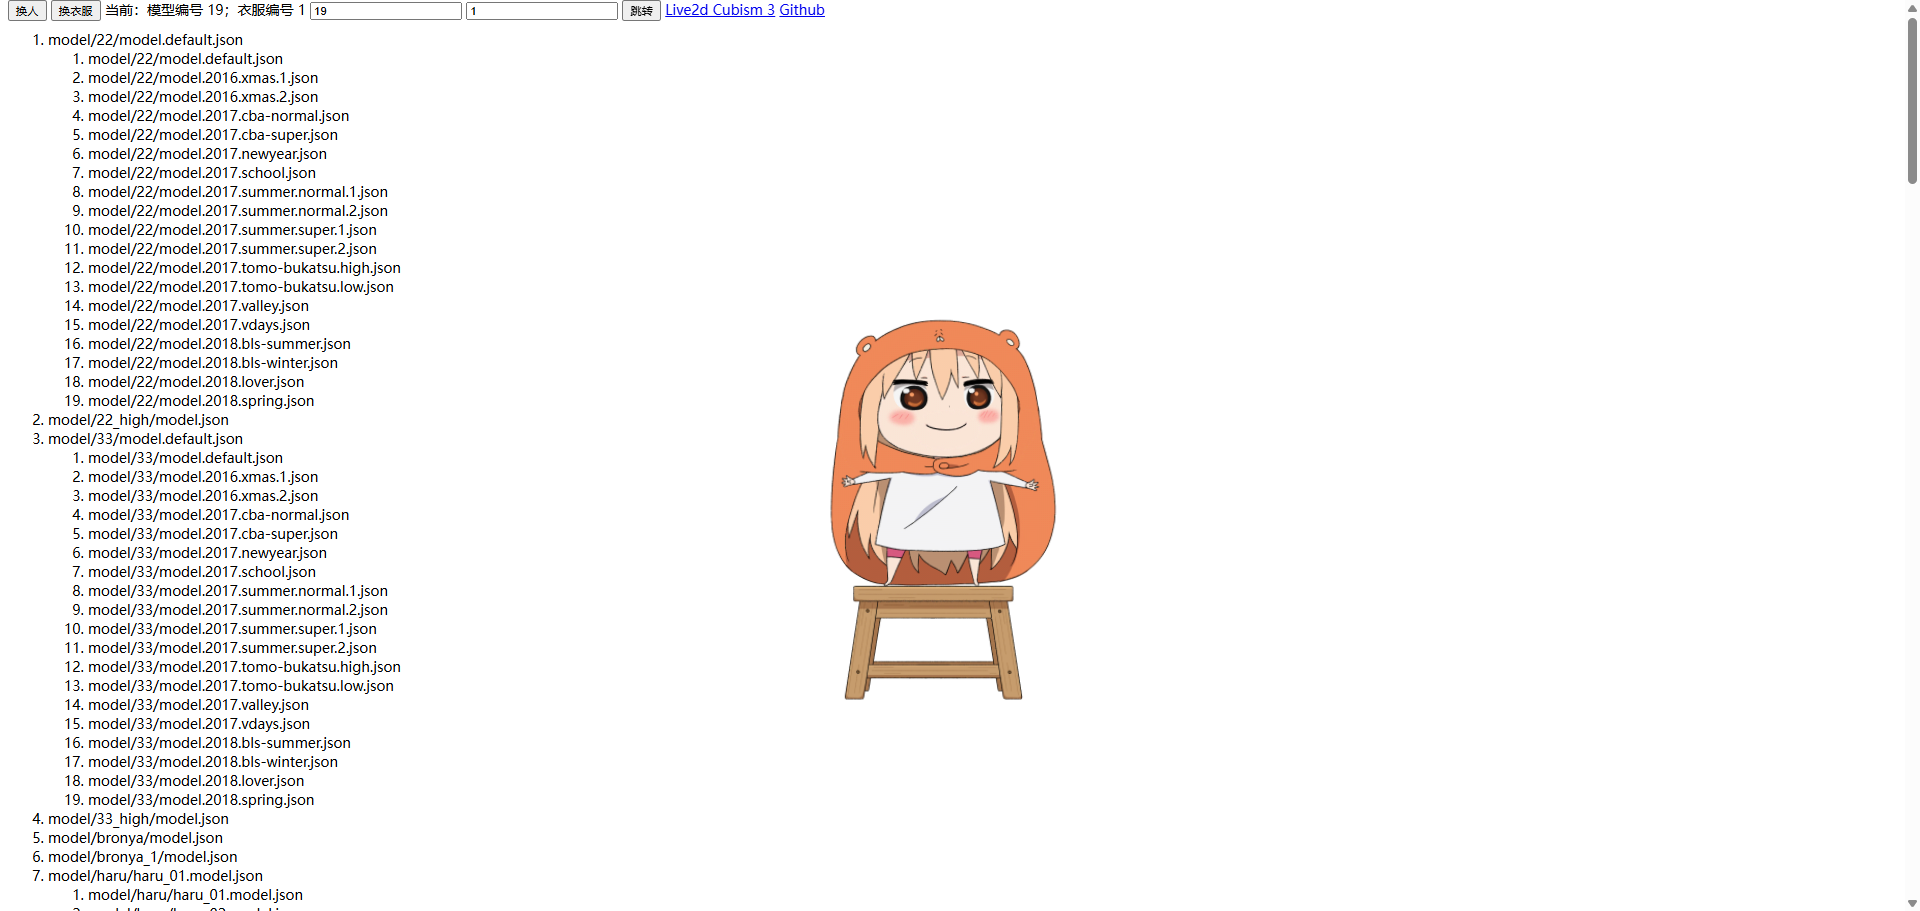 换人 换衣服 当前：模型编号 19；衣服编号 1 19 1 跳转 Live2d Cubism 3 Github
1. model/22/model.default.json
1. model/22/model.default.json
2. model/22/model.2016.xmas.1.json
3. model/22/model.2016.xmas.2.json
4. model/22/model.2017.cba-normal.json
5. model/22/model.2017.cba-super.json
6. model/22/model.2017.newyear.json
7. model/22/model.2017.school.json
8. model/22/model.2017.summer.normal.1.json
9. model/22/model.2017.summer.normal.2.json
10. model/22/model.2017.summer.super.1.json
11. model/22/model.2017.summer.super.2.json
12. model/22/model.2017.tomo-bukatsu.high.json
13. model/22/model.2017.tomo-bukatsu.low.json
14. model/22/model.2017.valley.json
15. model/22/model.2017.vdays.json
16. model/22/model.2018.bls-summer.json
17. model/22/model.2018.bls-winter.json
18. model/22/model.2018.lover.json
19. model/22/model.2018.spring.json
2. model/22_high/model.json
3. model/33/model.default.json
1. model/33/model.default.json
2. model/33/model.2016.xmas.1.json
3. model/33/model.2016.xmas.2.json
4. model/33/model.2017.cba-normal.json
5. model/33/model.2017.cba-super.json
6. model/33/model.2017.newyear.json
7. model/33/model.2017.school.json
8. model/33/model.2017.summer.normal.1.json
9. model/33/model.2017.summer.normal.2.json
10. model/33/model.2017.summer.super.1.json
11. model/33/model.2017.summer.super.2.json
12. model/33/model.2017.tomo-bukatsu.high.json
13. model/33/model.2017.tomo-bukatsu.low.json
14. model/33/model.2017.valley.json
15. model/33/model.2017.vdays.json
16. model/33/model.2018.bls-summer.json
17. model/33/model.2018.bls-winter.json
18. model/33/model.2018.lover.json
19. model/33/model.2018.spring.json
4. model/33_high/model.json
5. model/bronya/model.json
6. model/bronya_1/model.json
7. model/haru/haru_01.model.json
1. model/haru/haru_01.model.json